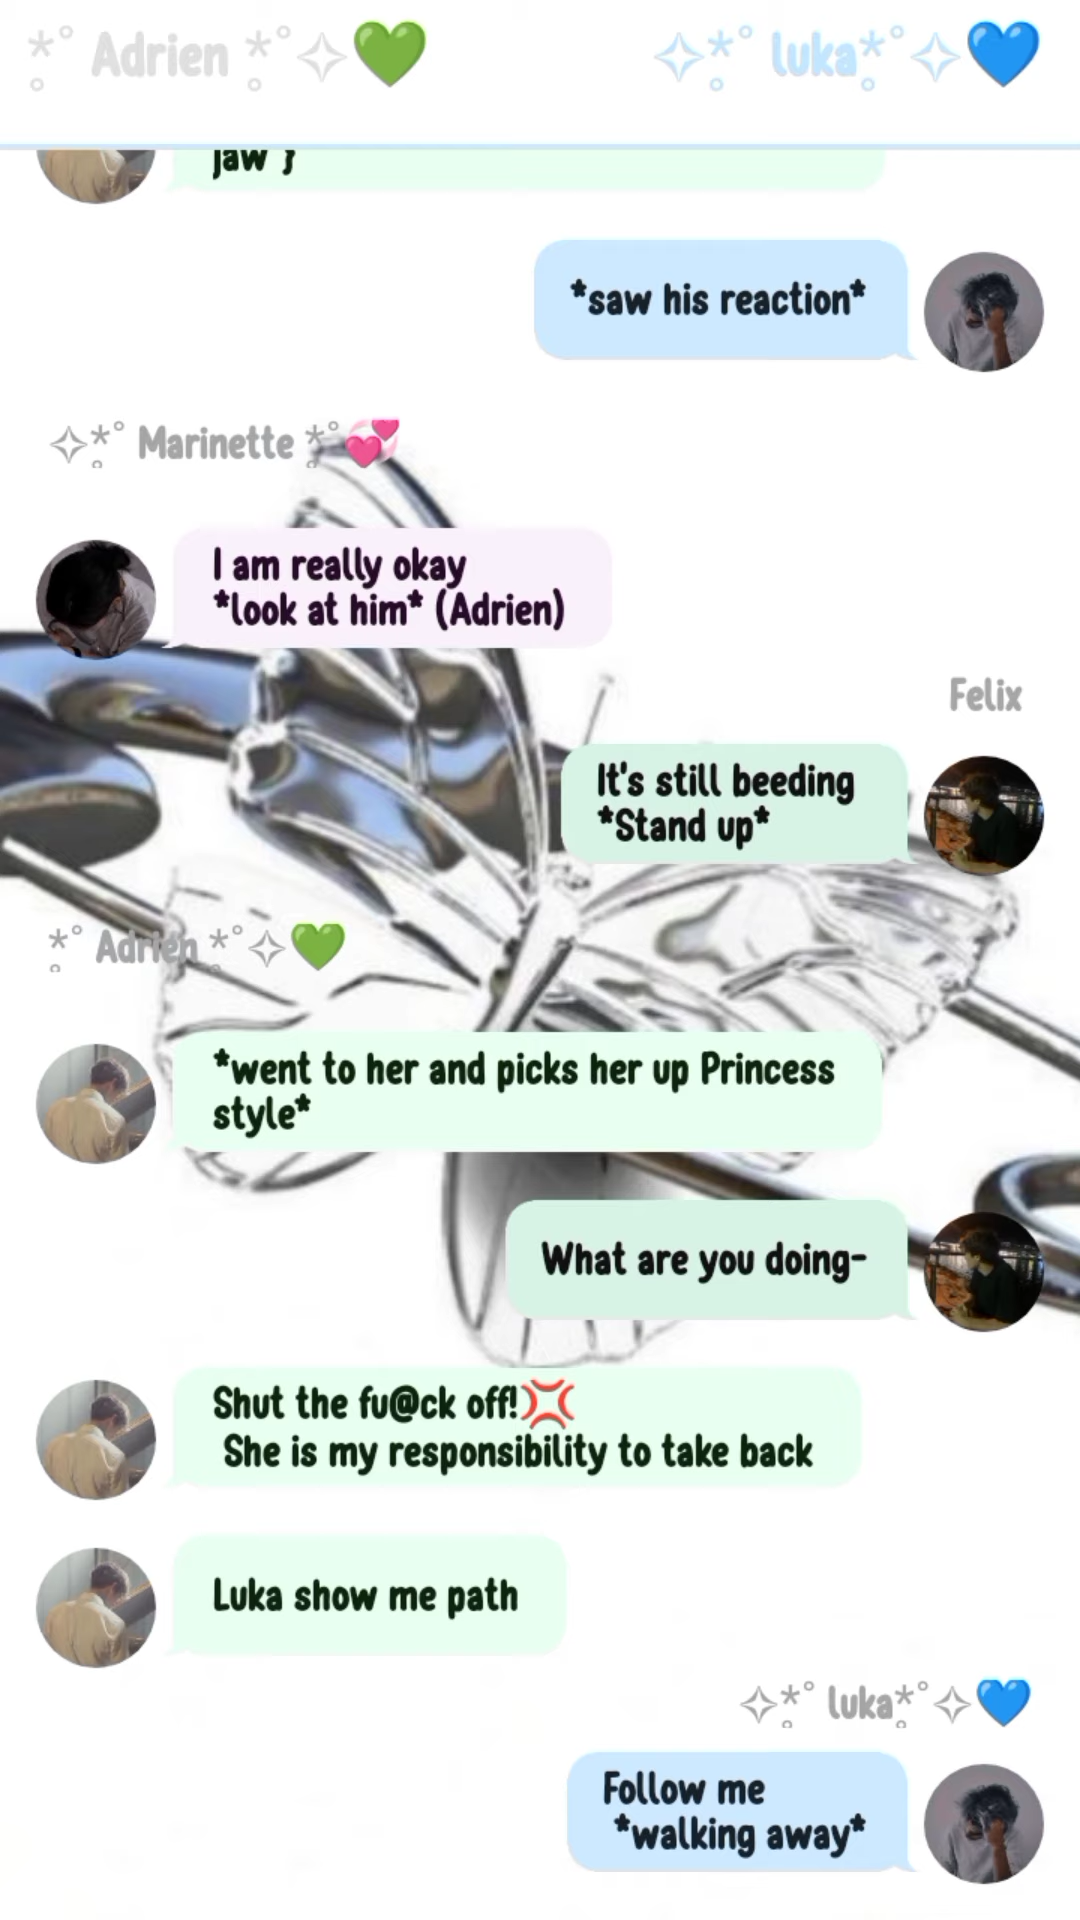 *° Adrien *°✧💚
✧*° luka*°✧💙
jaw }
*saw his reaction*
✧*° Marinette *°💞
I am really okay
*look at him* (Adrien)
Felix
It's still beeding
*Stand up*
*° Adrien *°✧💚
*went to her and picks her up Princess
style*
What are you doing-
Shut the fu@ck off!💢
She is my responsibility to take back
Luka show me path
✧*° luka*°✧💙
Follow me
*walking away*